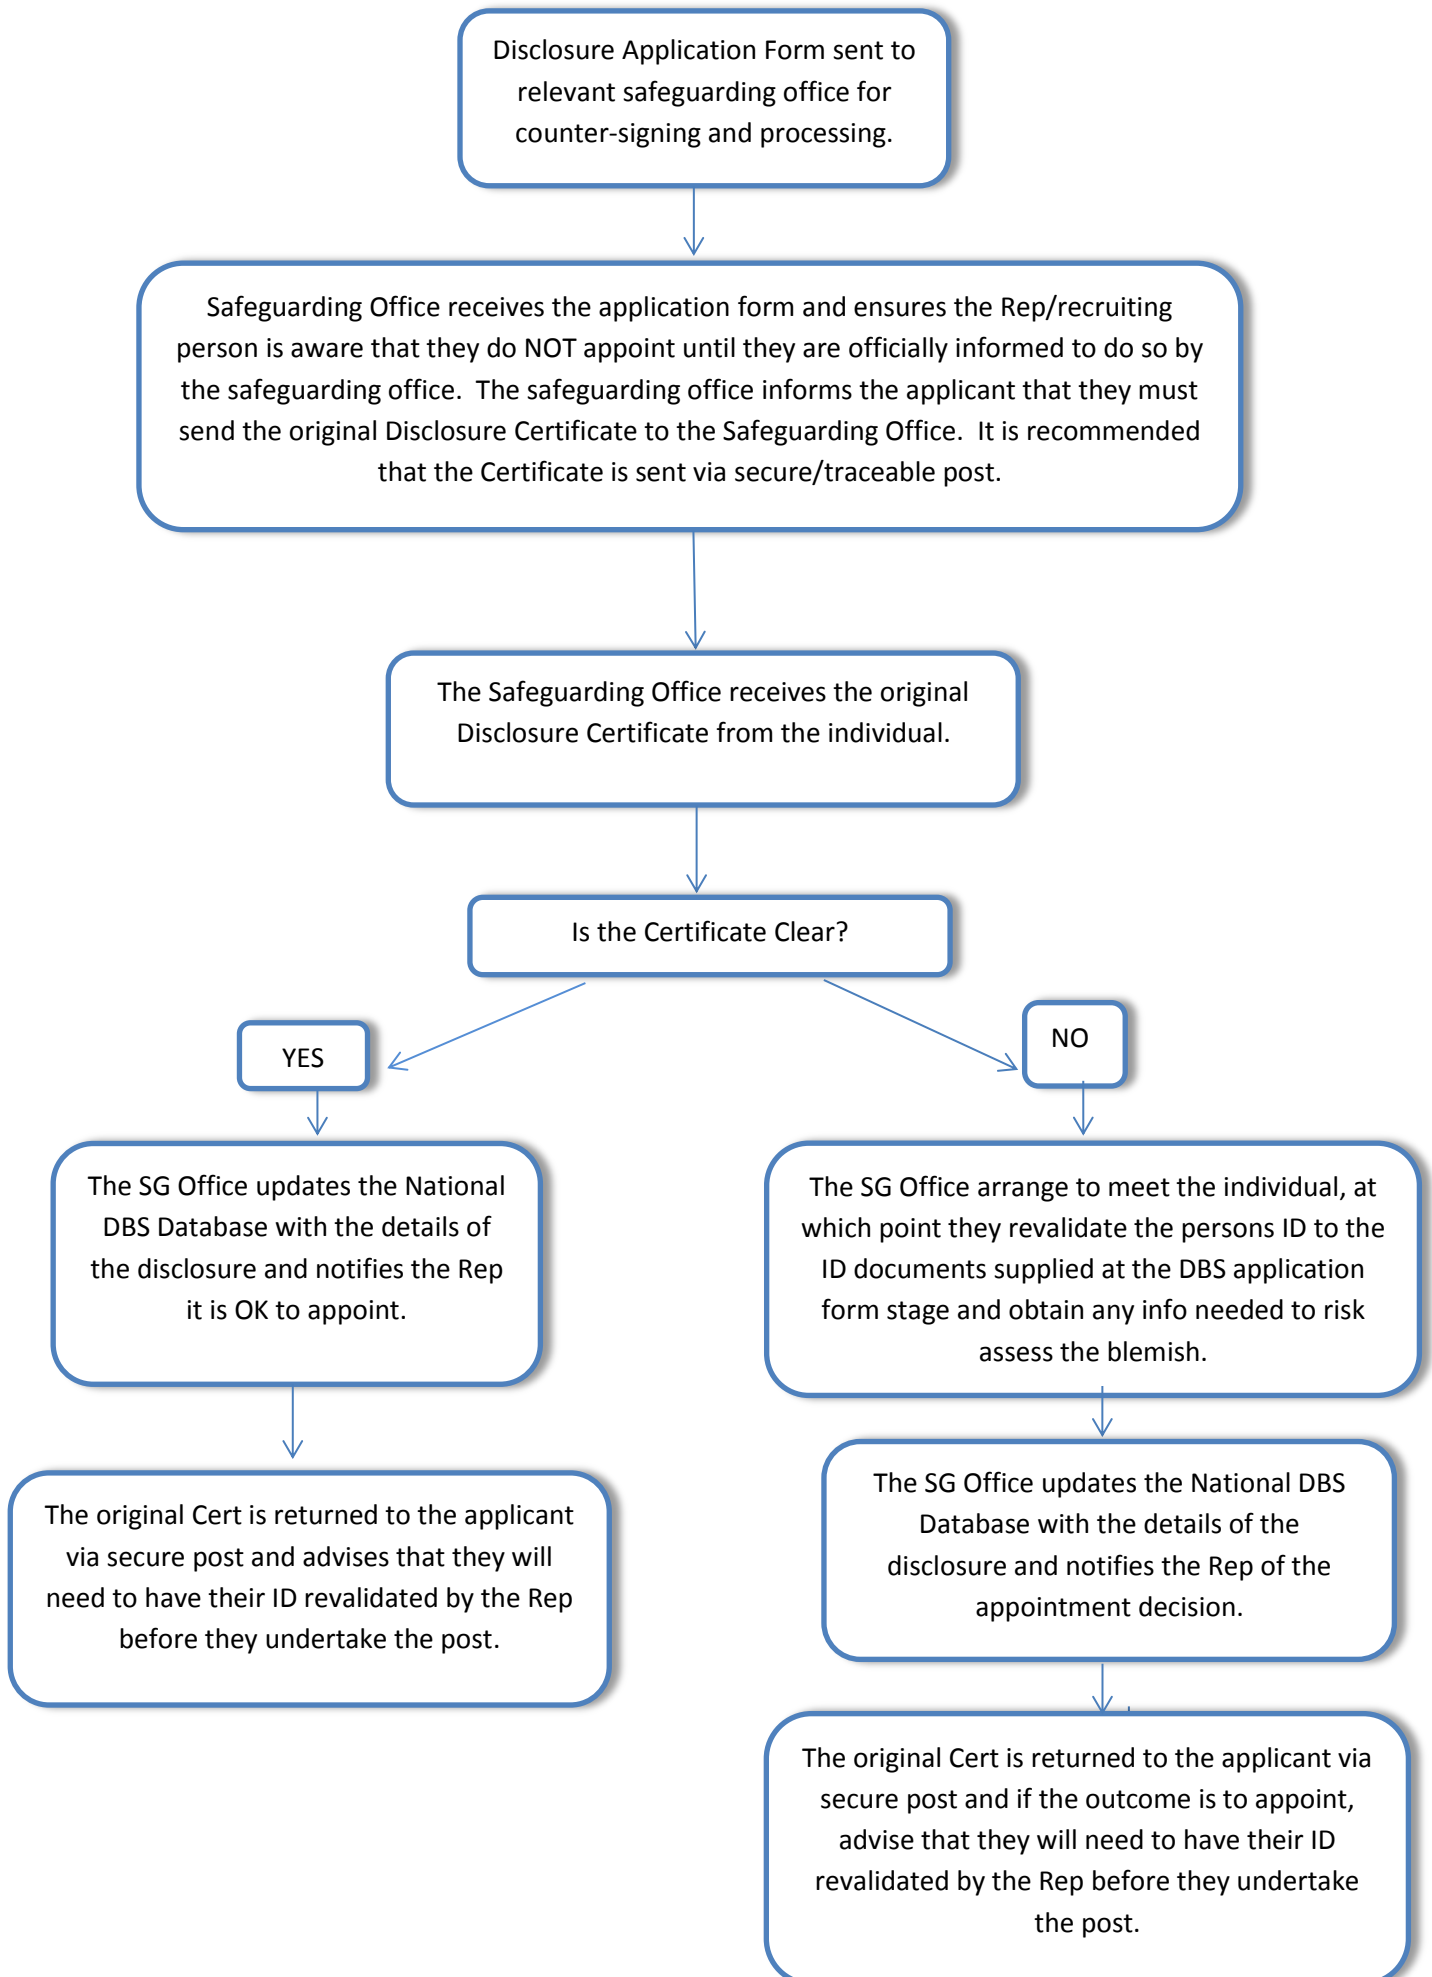 Disclosure Application Form sent to
relevant safeguarding office for
counter-signing and processing.
Safeguarding Office receives the application form and ensures the Rep/recruiting
person is aware that they do NOT appoint until they are officially informed to do so by
the safeguarding office.  The safeguarding office informs the applicant that they must
send the original Disclosure Certificate to the Safeguarding Office.  It is recommended
that the Certificate is sent via secure/traceable post.
The Safeguarding Office receives the original
Disclosure Certificate from the individual.
Is the Certificate Clear?
YES
The SG Office updates the National
DBS Database with the details of
the disclosure and notifies the Rep
it is OK to appoint.
The original Cert is returned to the applicant
via secure post and advises that they will
need to have their ID revalidated by the Rep
before they undertake the post.
NO
The SG Office arrange to meet the individual, at
which point they revalidate the persons ID to the
ID documents supplied at the DBS application
form stage and obtain any info needed to risk
assess the blemish.
The SG Office updates the National DBS
Database with the details of the
disclosure and notifies the Rep of the
appointment decision.
The original Cert is returned to the applicant via
secure post and if the outcome is to appoint,
advise that they will need to have their ID
revalidated by the Rep before they undertake
the post.